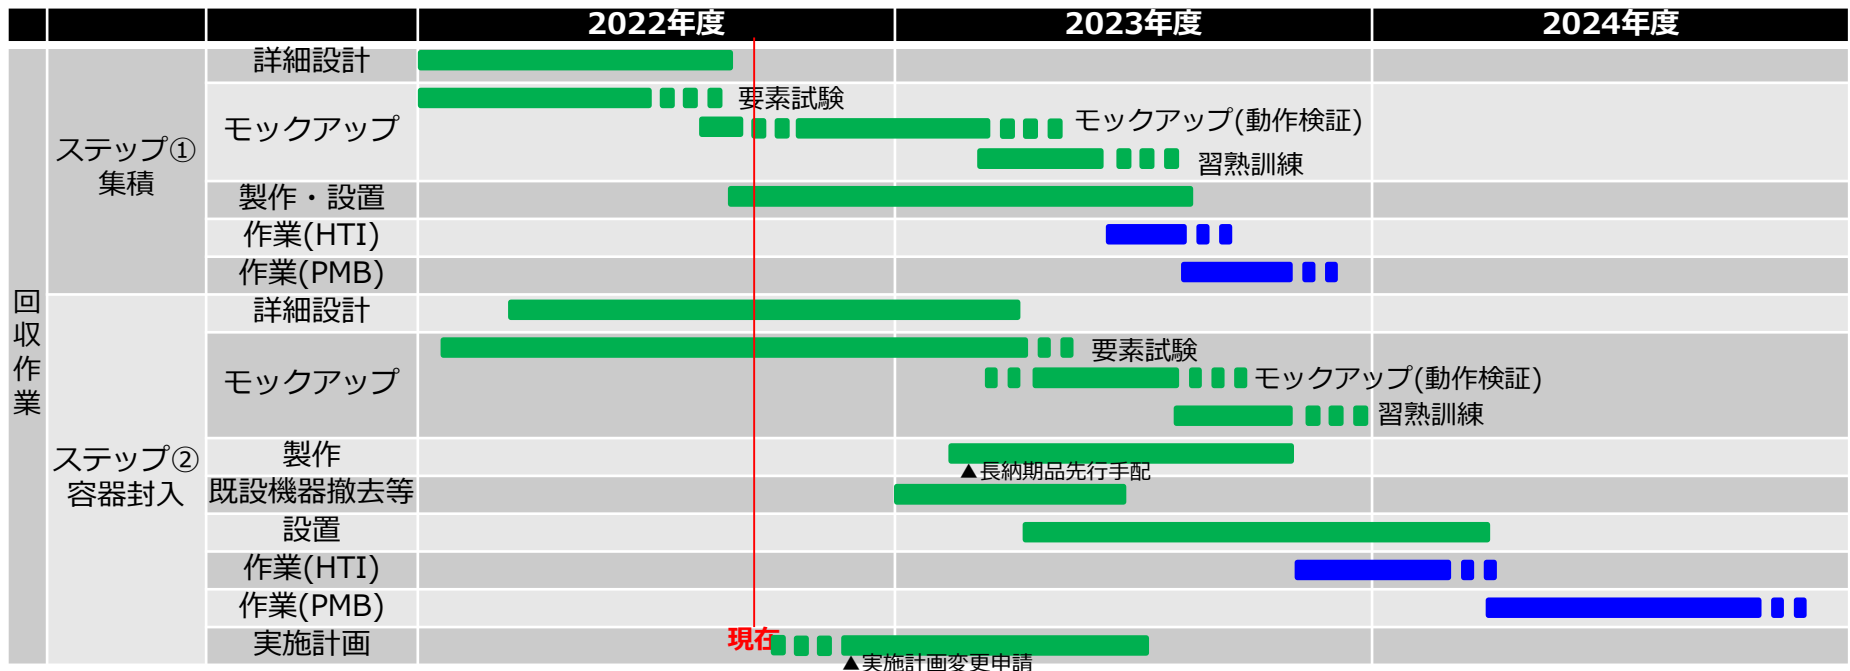 2022年度 2023年度 2024年度
回収作業
ステップ①
集積
詳細設計
モックアップ
要素試験
モックアップ(動作検証)
習熟訓練
製作・設置
作業(HTI)
作業(PMB)
ステップ②
容器封入
詳細設計
モックアップ
要素試験
モックアップ(動作検証)
習熟訓練
製作
▲長納期品先行手配
既設機器撤去等
設置
作業(HTI)
作業(PMB)
現在
実施計画
▲実施計画変更申請